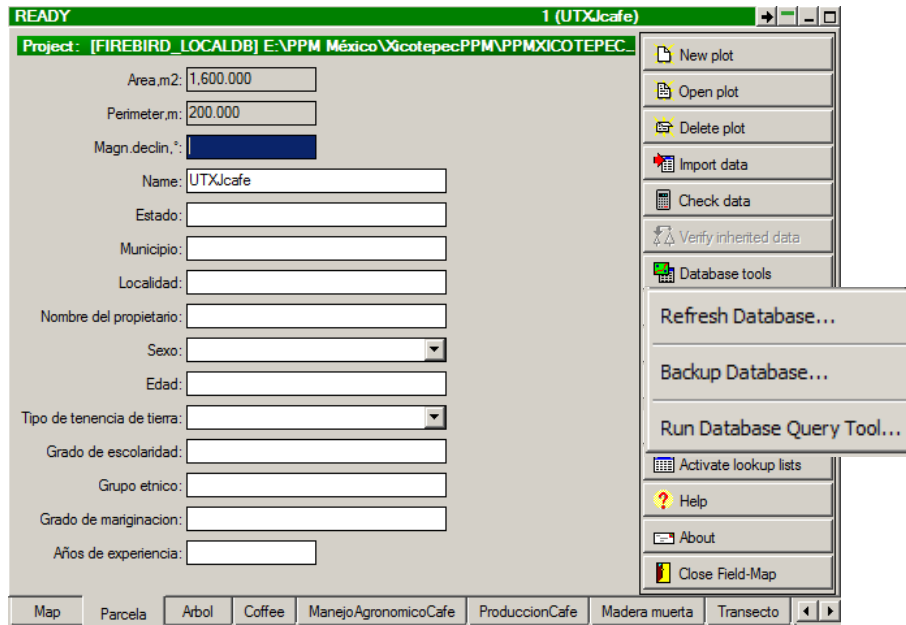 READY 1 (UTXJcafe)
Project: [FIREBIRD_LOCALDB] E:\PPM México\XicotepecPPM\PPMXICOTEPEC_
Area,m2: 1,600.000
Perimeter,m: 200.000
Magn.declin,°:
Name: UTXJcafe
Estado:
Municipio:
Localidad:
Nombre del propietario:
Sexo:
Edad:
Tipo de tenencia de tierra:
Grado de escolaridad:
Grupo etnico:
Grado de mariginacion:
Años de experiencia:
New plot
Open plot
Delete plot
Import data
Check data
Verify inherited data
Database tools
Refresh Database...
Backup Database...
Run Database Query Tool...
Activate lookup lists
Help
About
Close Field-Map
Map Parcela Arbol Coffee ManejoAgronomicoCafe ProduccionCafe Madera muerta Transecto